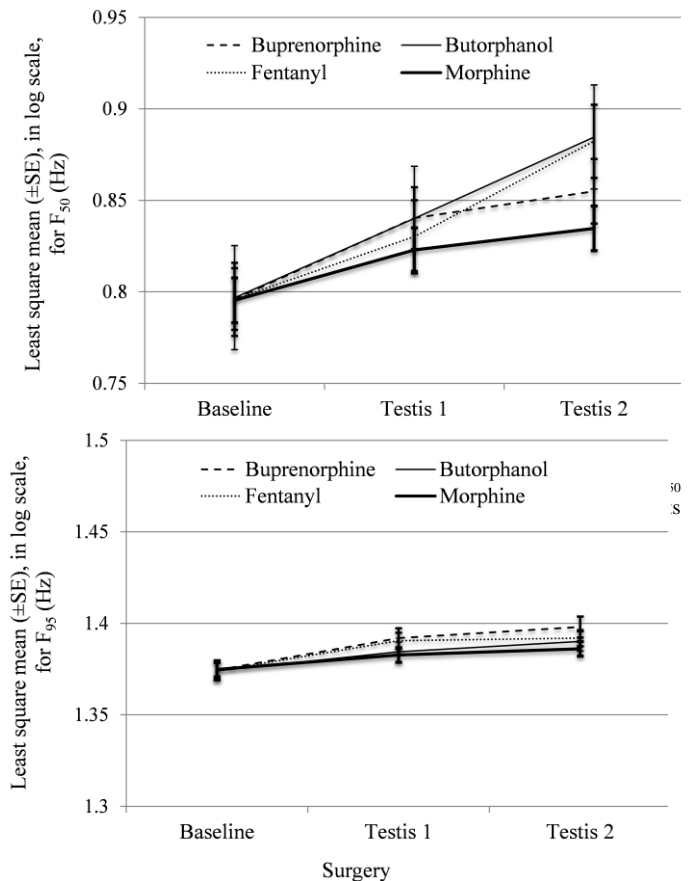 0.95
Buprenorphine Butorphanol
Fentanyl Morphine
0.9
0.85
0.8
0.75
Least square mean (±SE), in log scale,
for F50 (Hz)
Baseline Testis 1 Testis 2
1.5
Buprenorphine Butorphanol
Fentanyl Morphine
50
ts
1.45
1.4
1.35
1.3
Least square mean (±SE), in log scale,
for F95 (Hz)
Baseline Testis 1 Testis 2
Surgery